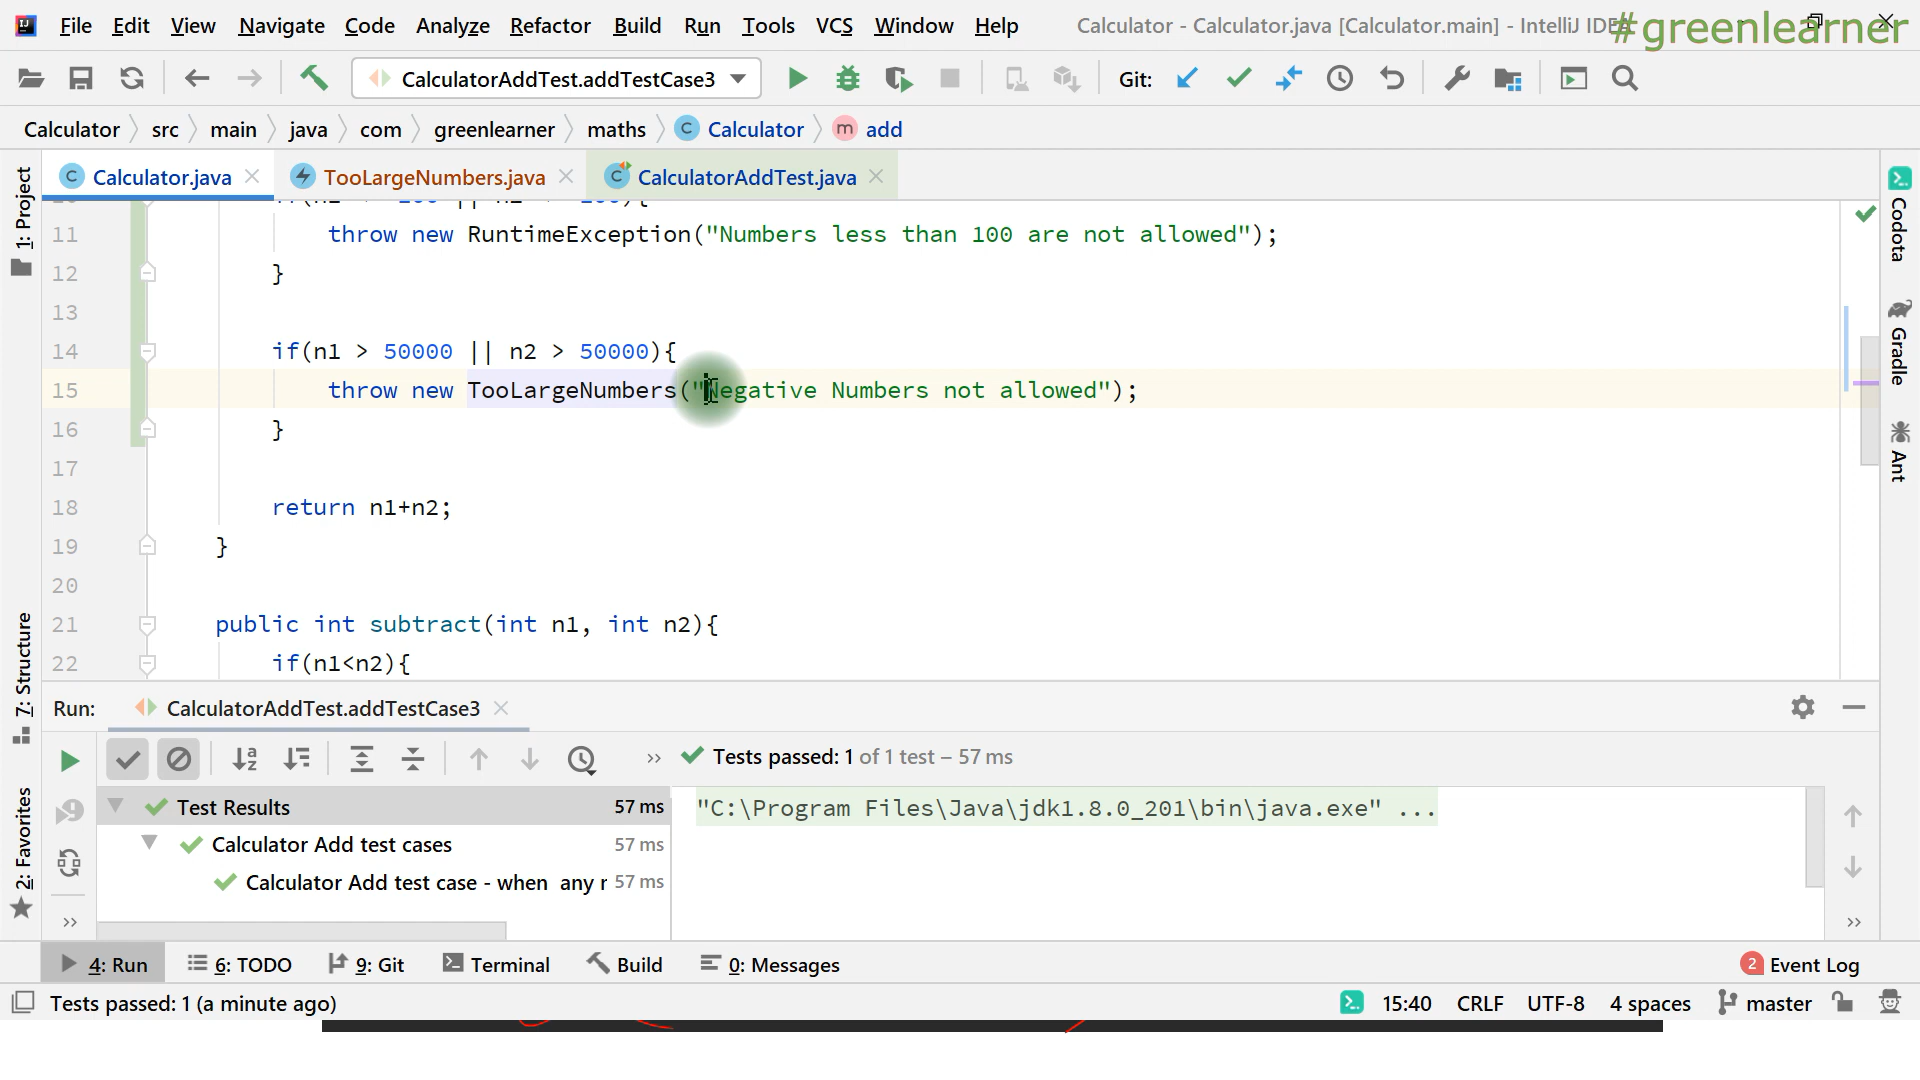 File Edit View Navigate Code Analyze Refactor Build Run Tools VCS Window Help Calculator - Calculator.java [Calculator.main] - IntelliJ IDEA
#greenlearner
CalculatorAddTest.addTestCase3 Git:
Calculator src main java com greenlearner maths Calculator add
Calculator.java TooLargeNumbers.java CalculatorAddTest.java
11 throw new RuntimeException("Numbers less than 100 are not allowed");
12 }
13
14 if(n1 > 50000 || n2 > 50000){
15 throw new TooLargeNumbers("Negative Numbers not allowed");
16 }
17
18 return n1+n2;
19 }
20
21 public int subtract(int n1, int n2){
22 if(n1<n2){
1: Project
7: Structure
2: Favorites
Codota
Gradle
Ant
Run: CalculatorAddTest.addTestCase3
Tests passed: 1 of 1 test – 57 ms
Test Results 57 ms
Calculator Add test cases 57 ms
Calculator Add test case - when any 57 ms
"C:\Program Files\Java\jdk1.8.0_201\bin\java.exe" ...
4: Run 6: TODO 9: Git Terminal Build 0: Messages 2 Event Log
Tests passed: 1 (a minute ago) 15:40 CRLF UTF-8 4 spaces master